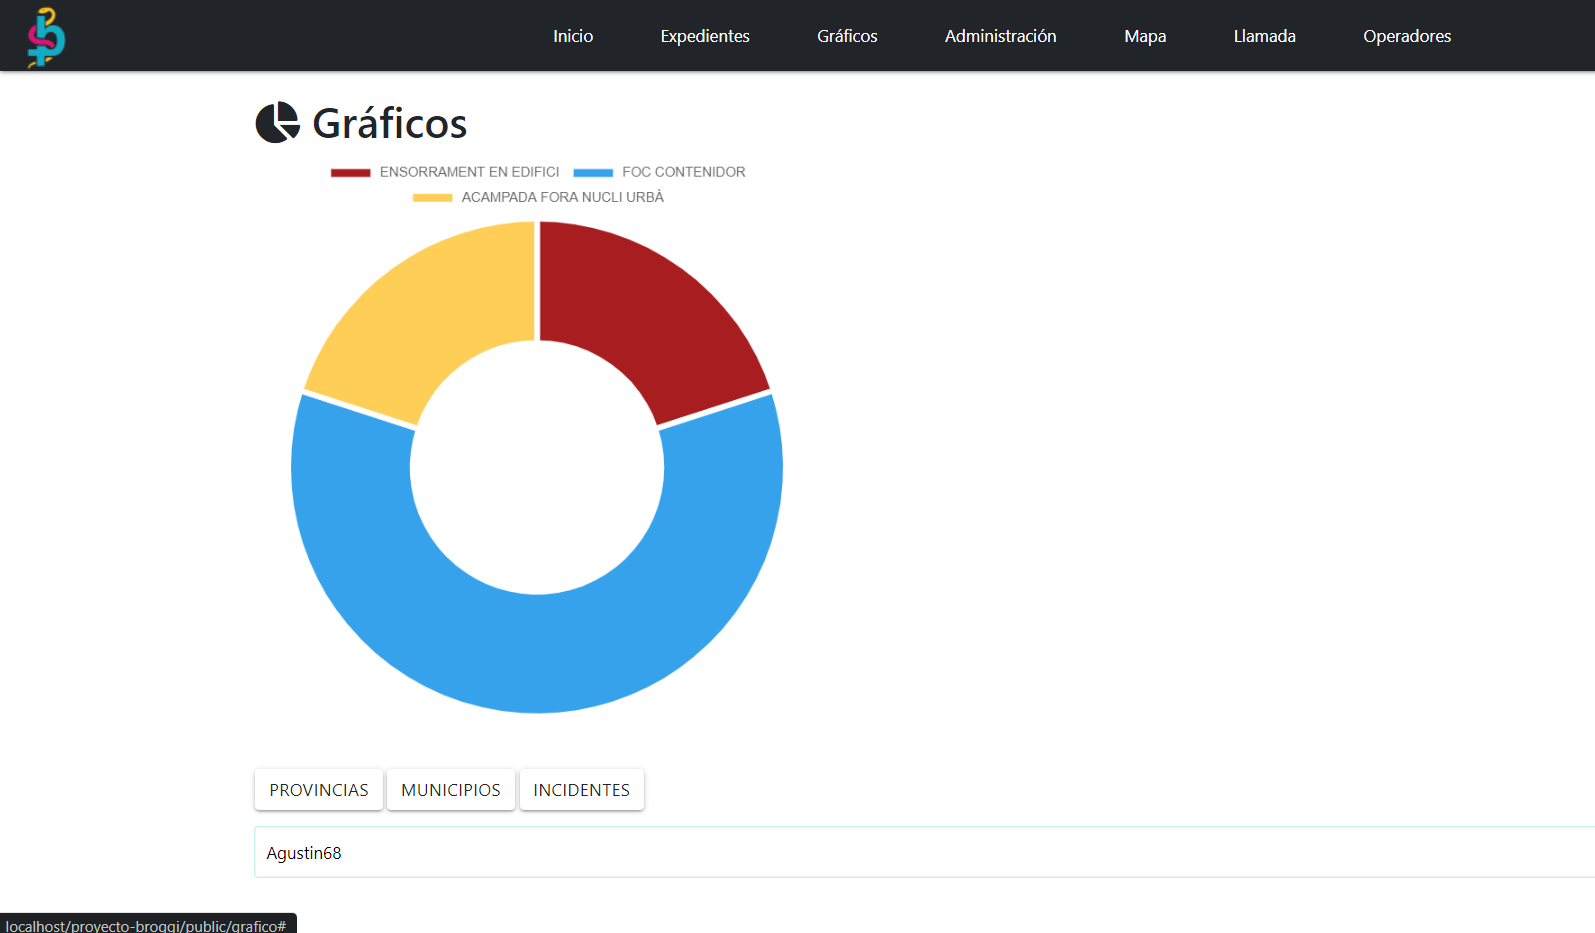 Inicio Expedientes Gráficos Administración Mapa Llamada Operadores
Gráficos
ENSORRAMENT EN EDIFICI FOC CONTENIDOR
ACAMPADA FORA NUCLI URBÀ
PROVINCIAS MUNICIPIOS INCIDENTES
Agustin68
localhost/proyecto-broggi/public/grafico#